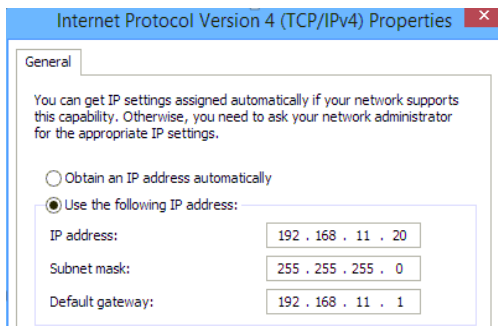 Internet Protocol Version 4 (TCP/IPv4) Properties
General
You can get IP settings assigned automatically if your network supports
this capability. Otherwise, you need to ask your network administrator
for the appropriate IP settings.
Obtain an IP address automatically
Use the following IP address:
IP address: 192 . 168 . 11 . 20
Subnet mask: 255 . 255 . 255 . 0
Default gateway: 192 . 168 . 11 . 1